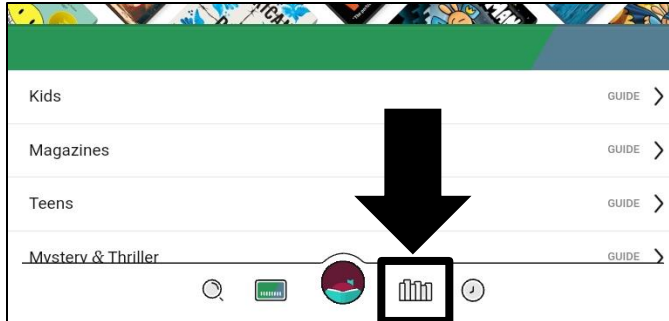 Kids GUIDE
Magazines GUIDE
Teens GUIDE
Mystery & Thriller GUIDE